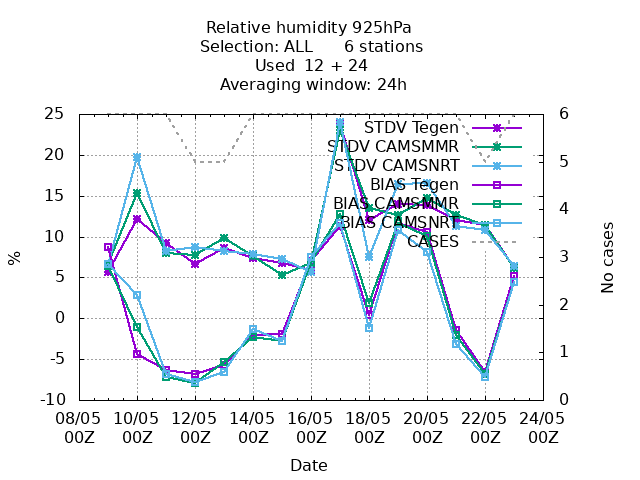 Relative humidity 925hPa
Selection: ALL 6 stations
Used 12 + 24
Averaging window: 24h
25
20
15
10
5
0
-5
-10
%
6
5
4
3
2
1
0
No cases
STDV Tegen
STDV CAMSMMR
STDV CAMSNRT
BIAS Tegen
BIAS CAMSMMR
BIAS CAMSNRT
CASES
08/05 10/05 12/05 14/05 16/05 18/05 20/05 22/05 24/05
00Z 00Z 00Z 00Z 00Z 00Z 00Z 00Z 00Z
Date